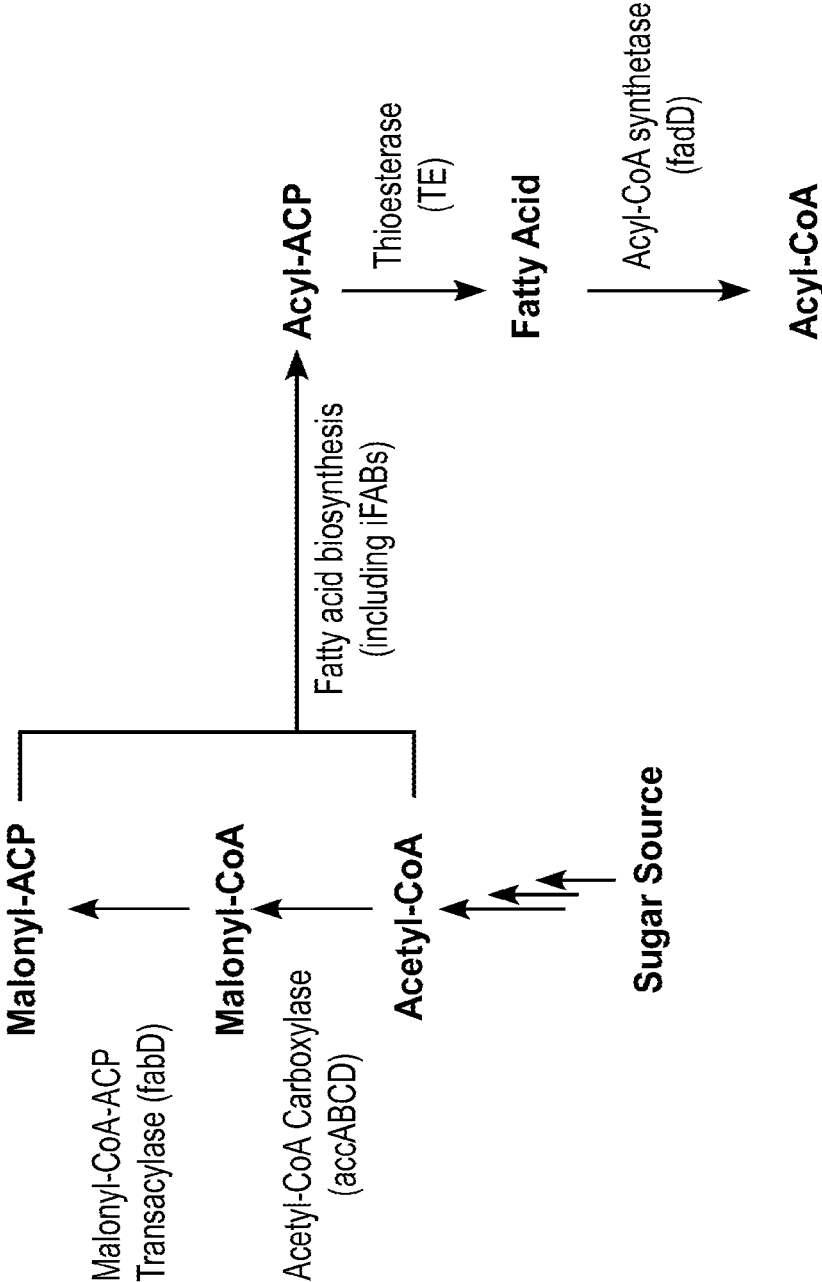 Malonyl-CoA-ACP
Transacylase (fabD)
Malonyl-ACP
Malonyl-CoA
Acetyl-CoA Carboxylase
(accABCD)
Acetyl-CoA
Sugar Source
Fatty acid biosynthesis
(including iFABs)
Acyl-ACP
Thioesterase
(TE)
Fatty Acid
Acyl-CoA synthetase
(fadD)
Acyl-CoA